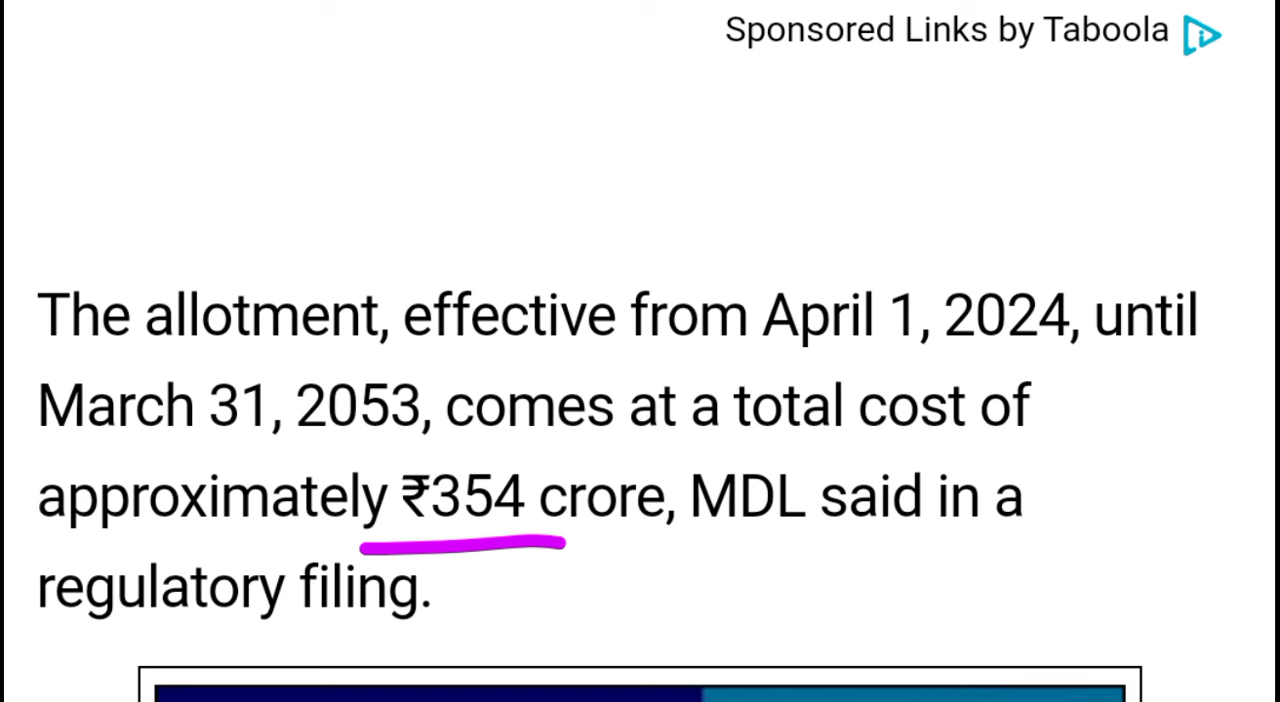 Sponsored Links by Taboola
The allotment, effective from April 1, 2024, until
March 31, 2053, comes at a total cost of
approximately ₹354 crore, MDL said in a
regulatory filing.